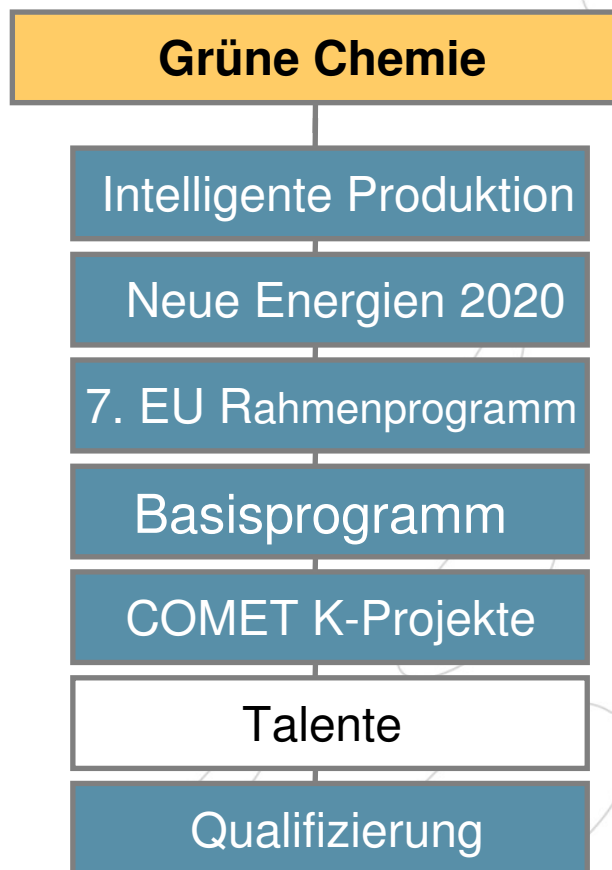 Grüne Chemie
Intelligente Produktion
Neue Energien 2020
7. EU Rahmenprogramm
Basisprogramm
COMET K-Projekte
Talente
Qualifizierung